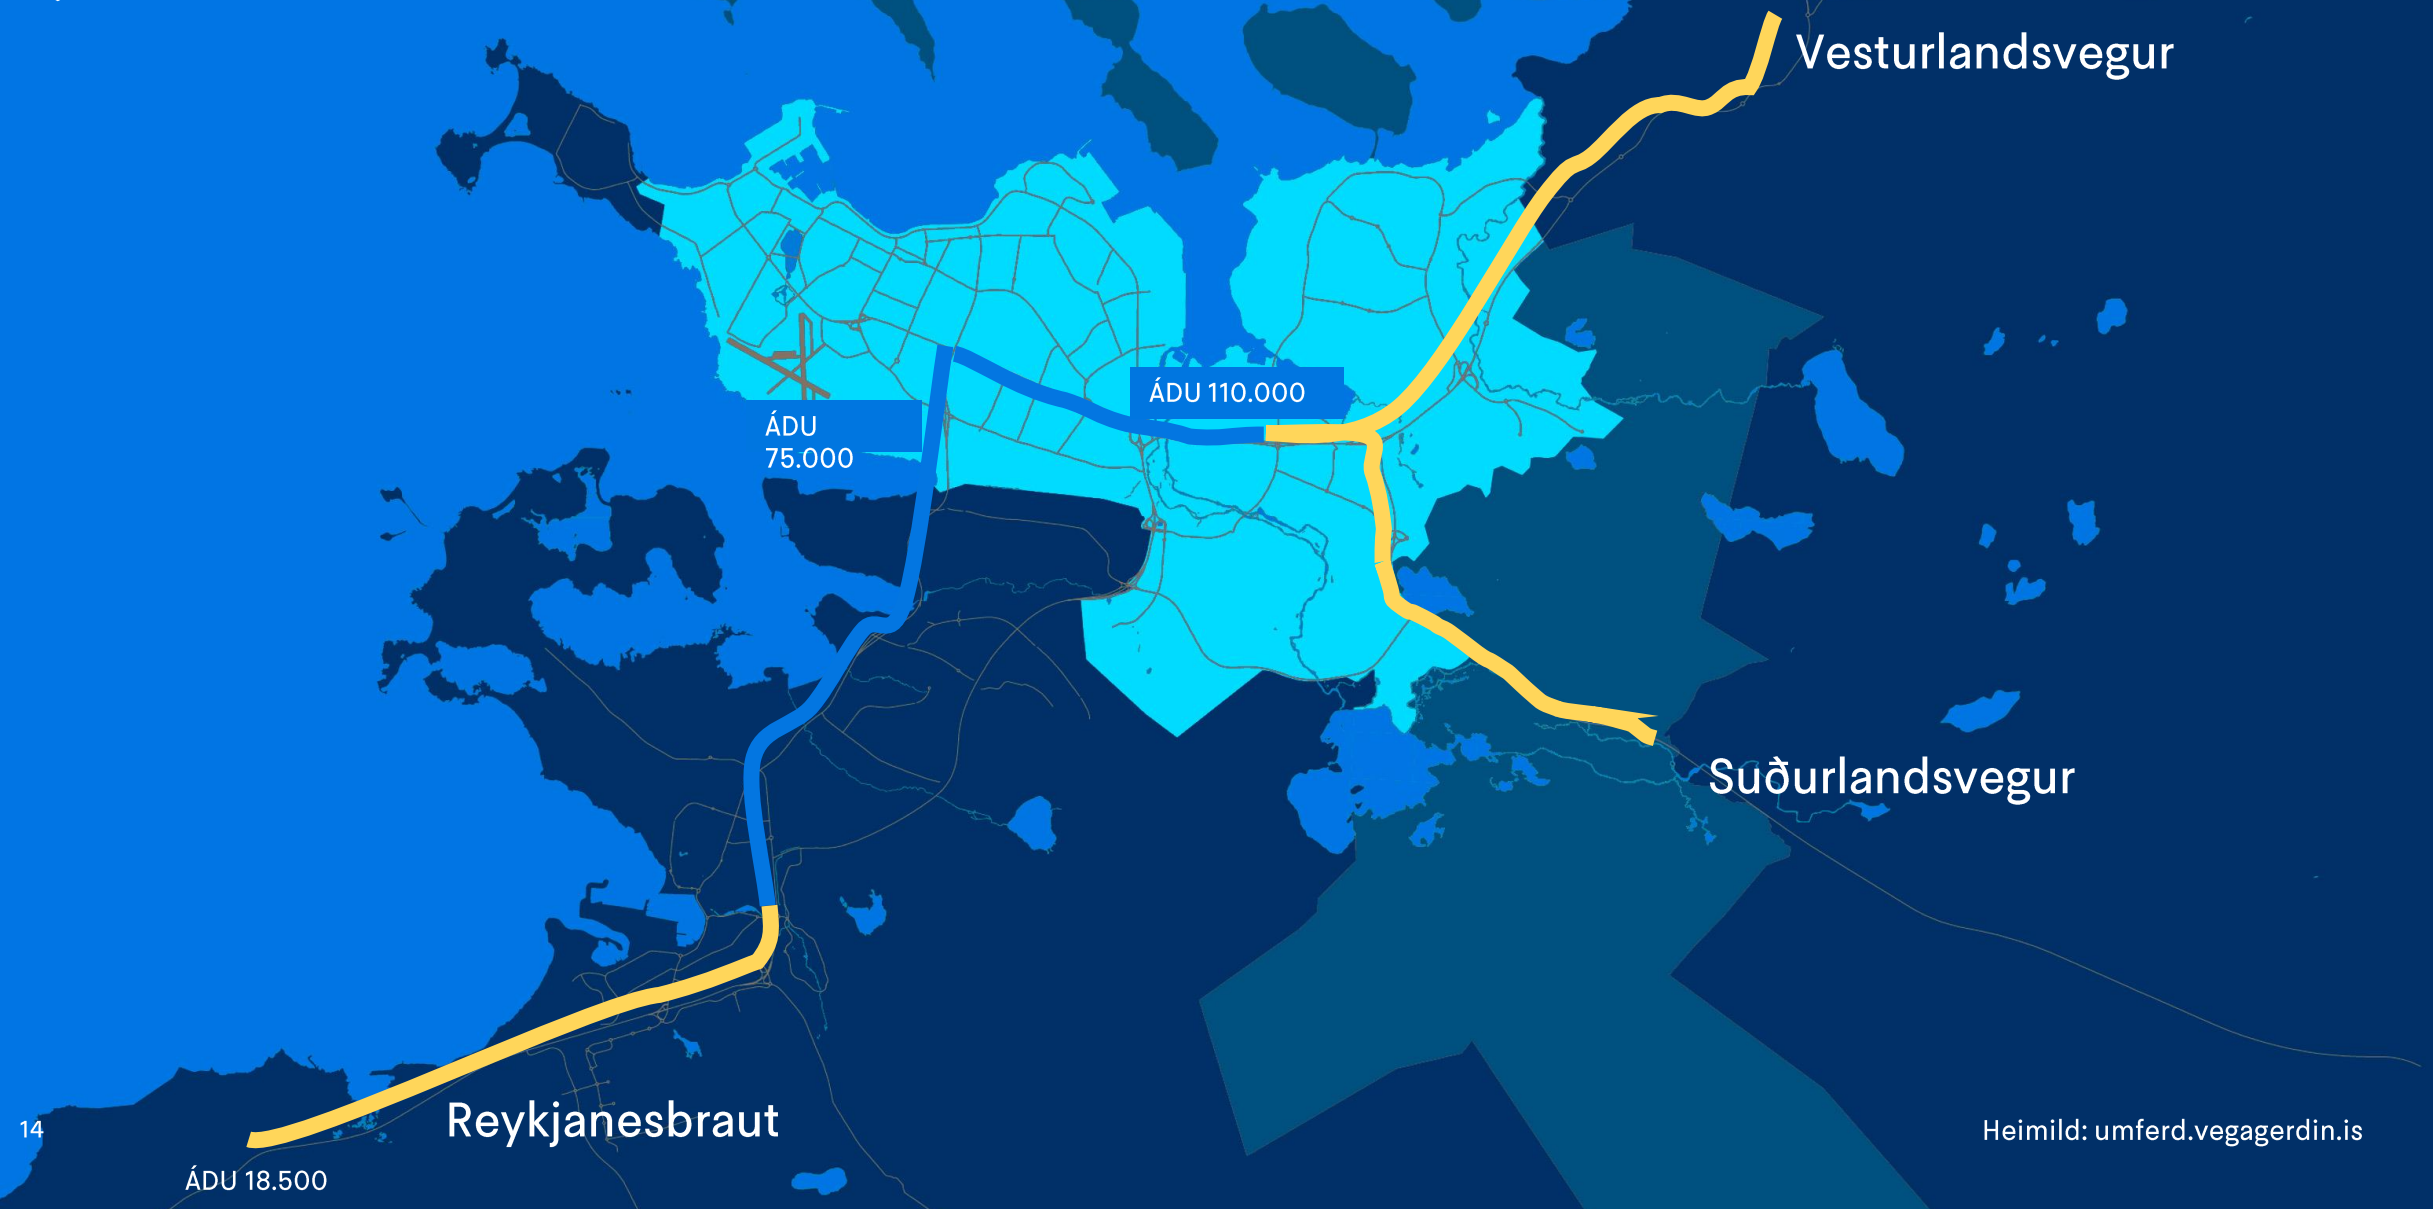 Vesturlandsvegur
ÁDU 110.000
ÁDU
75.000
Suðurlandsvegur
Reykjanesbraut
14
Heimild: umferd.vegagerdin.is
ÁDU 18.500